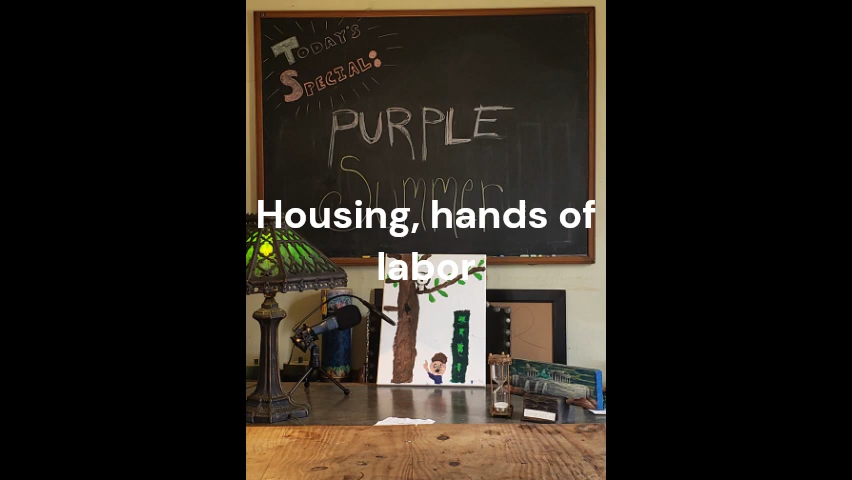 TODAY'S
SPECIAL:
PURPLE
Summer
Housing, hands of
labor